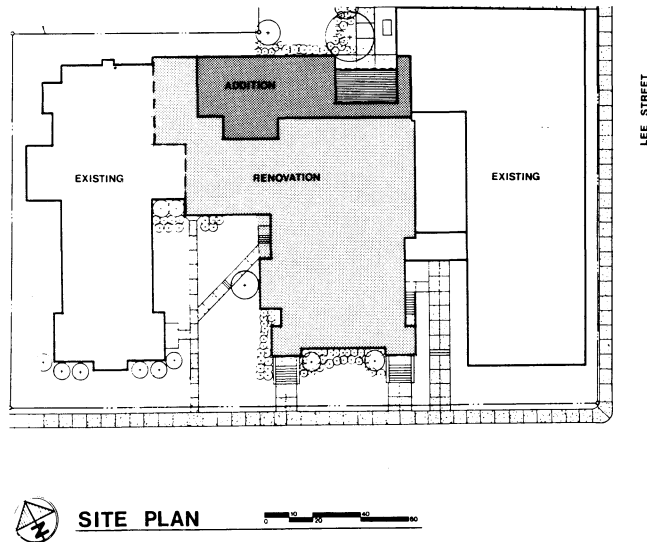 ADDITION
LEE STREET
EXISTING
RENOVATION
EXISTING
N
SITE PLAN
0 10 20 40 60